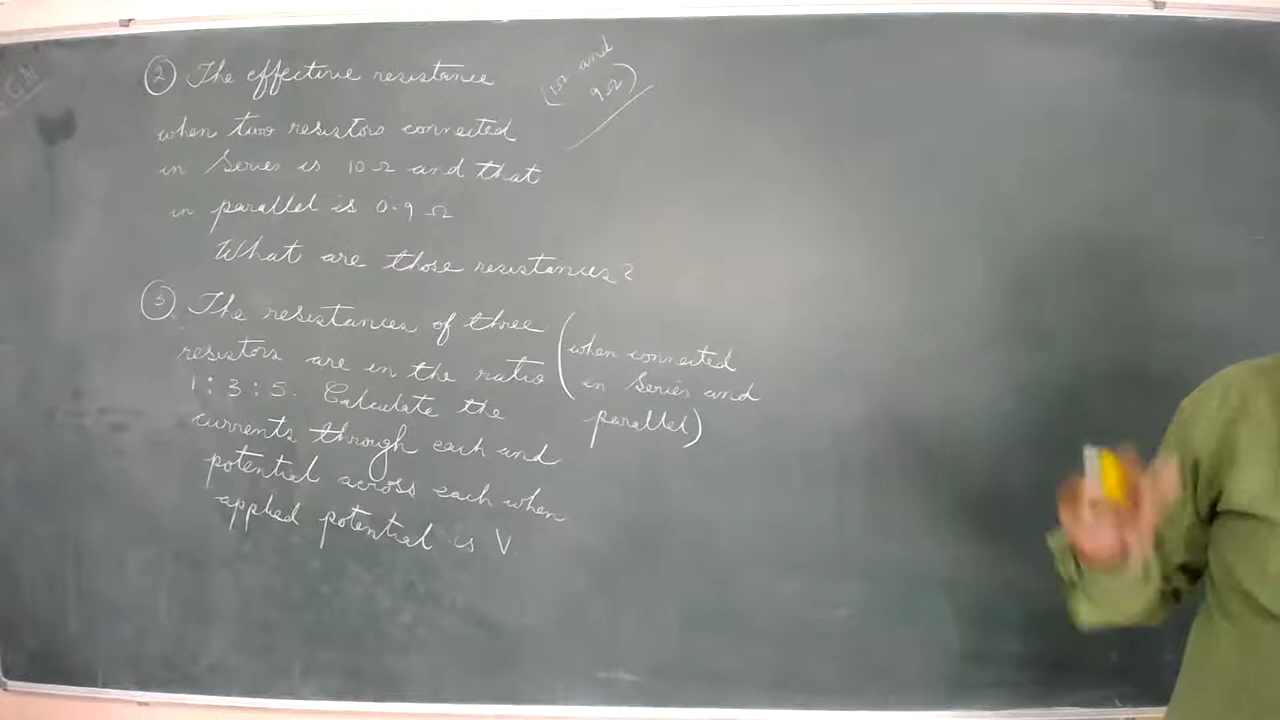 ② The effective resistance
(1Ω and
9Ω)
when two resistors connected
in Series is 10 Ω and that
in parallel is 0.9 Ω
What are those resistances?
③ The resistances of three
resistors are in the ratio
1 : 3 : 5. Calculate the
currents through each and
potential across each when
applied potential is V.
(when connected
in Series and
parallel)